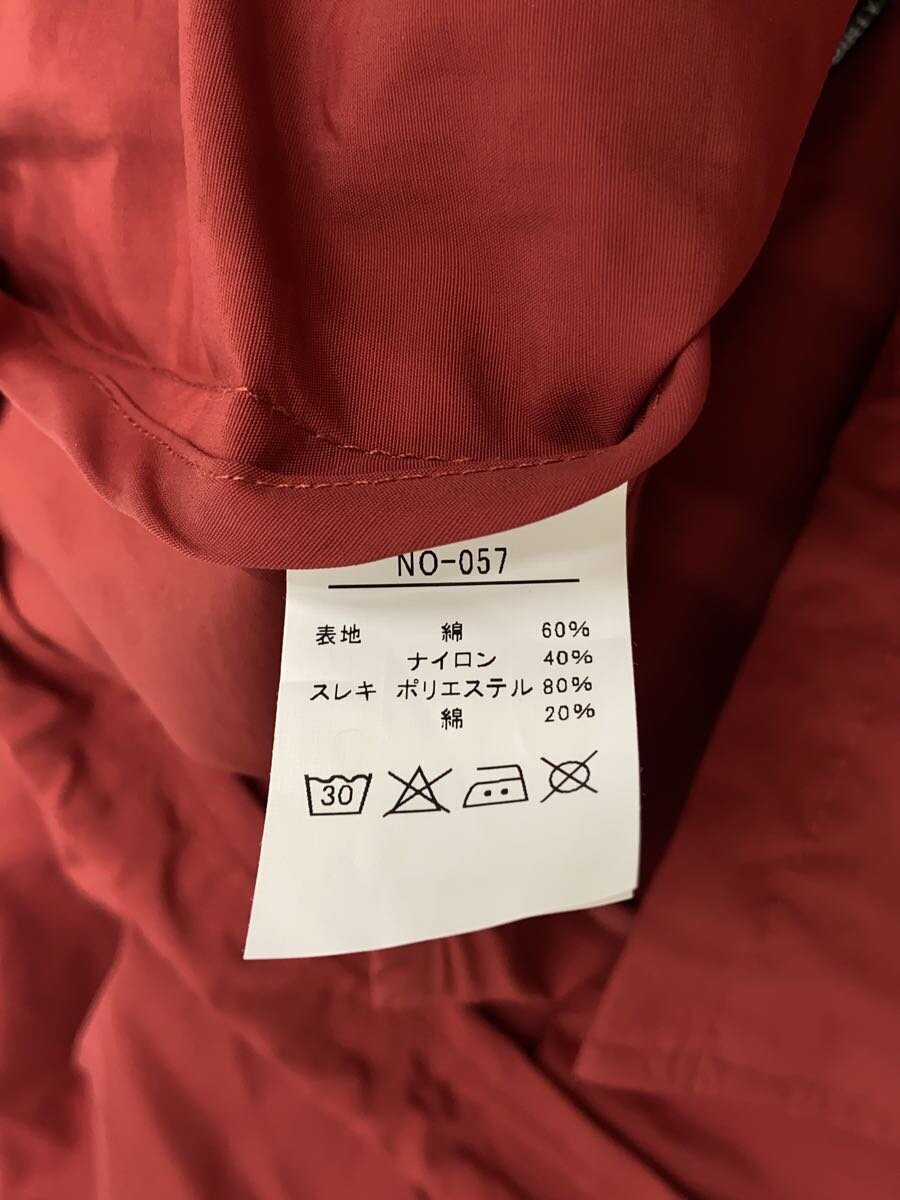 NO-057
表地 綿 60%
ナイロン 40%
スレキ ポリエステル 80%
綿 20%
30